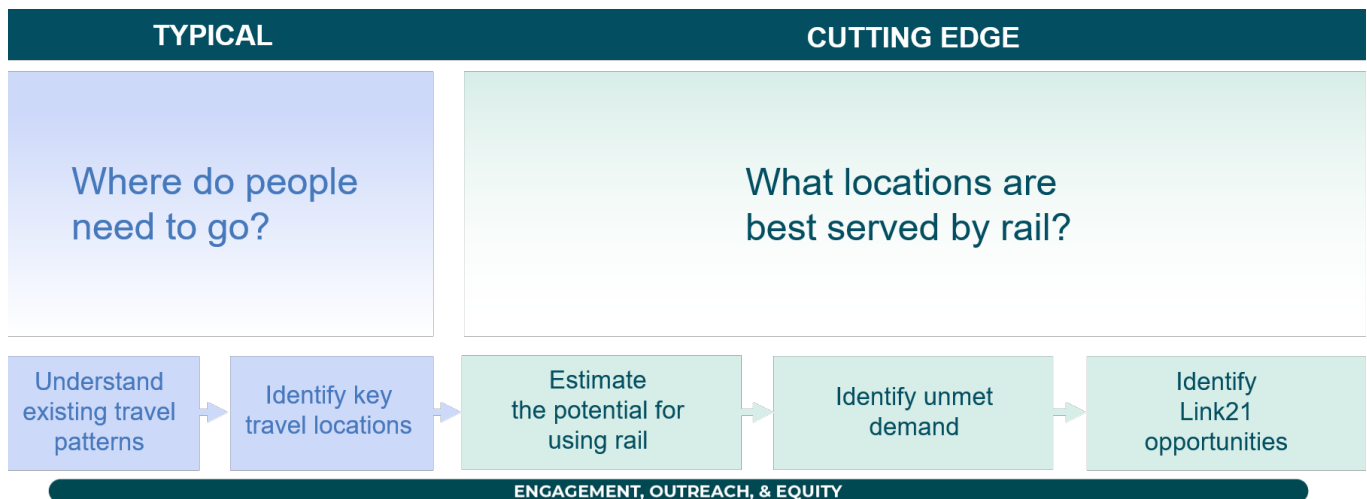 TYPICAL
CUTTING EDGE
Where do people
need to go?
What locations are
best served by rail?
Understand
existing travel
patterns
Identify key
travel locations
Estimate
the potential for
using rail
Identify unmet
demand
Identify
Link21
opportunities
ENGAGEMENT, OUTREACH, & EQUITY